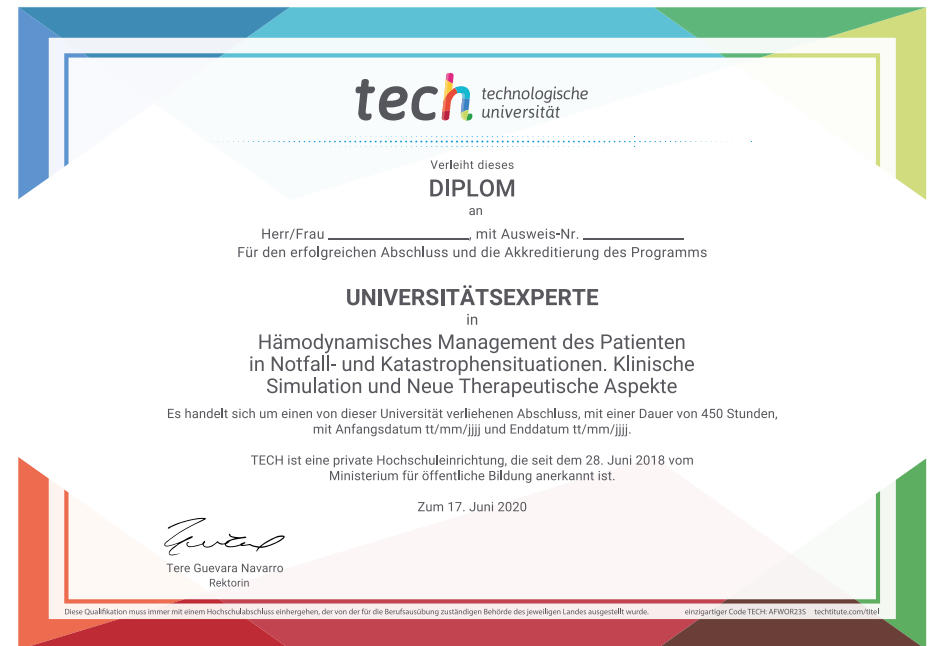 tech technologische
universität
Verleiht dieses
DIPLOM
an
Herr/Frau ____________________, mit Ausweis-Nr. ______________
Für den erfolgreichen Abschluss und die Akkreditierung des Programms
UNIVERSITÄTSEXPERTE
in
Hämodynamisches Management des Patienten
in Notfall- und Katastrophensituationen. Klinische
Simulation und Neue Therapeutische Aspekte
Es handelt sich um einen von dieser Universität verliehenen Abschluss, mit einer Dauer von 450 Stunden,
mit Anfangsdatum tt/mm/jjjj und Enddatum tt/mm/jjjj.
TECH ist eine private Hochschuleinrichtung, die seit dem 28. Juni 2018 vom
Ministerium für öffentliche Bildung anerkannt ist.
Zum 17. Juni 2020
Tere Guevara Navarro
Rektorin
Diese Qualifikation muss immer mit einem Hochschulabschluss einhergehen, der von der für die Berufsausübung zuständigen Behörde des jeweiligen Landes ausgestellt wurde. einzigartiger Code TECH: AFWOR23S techtitute.com/titel